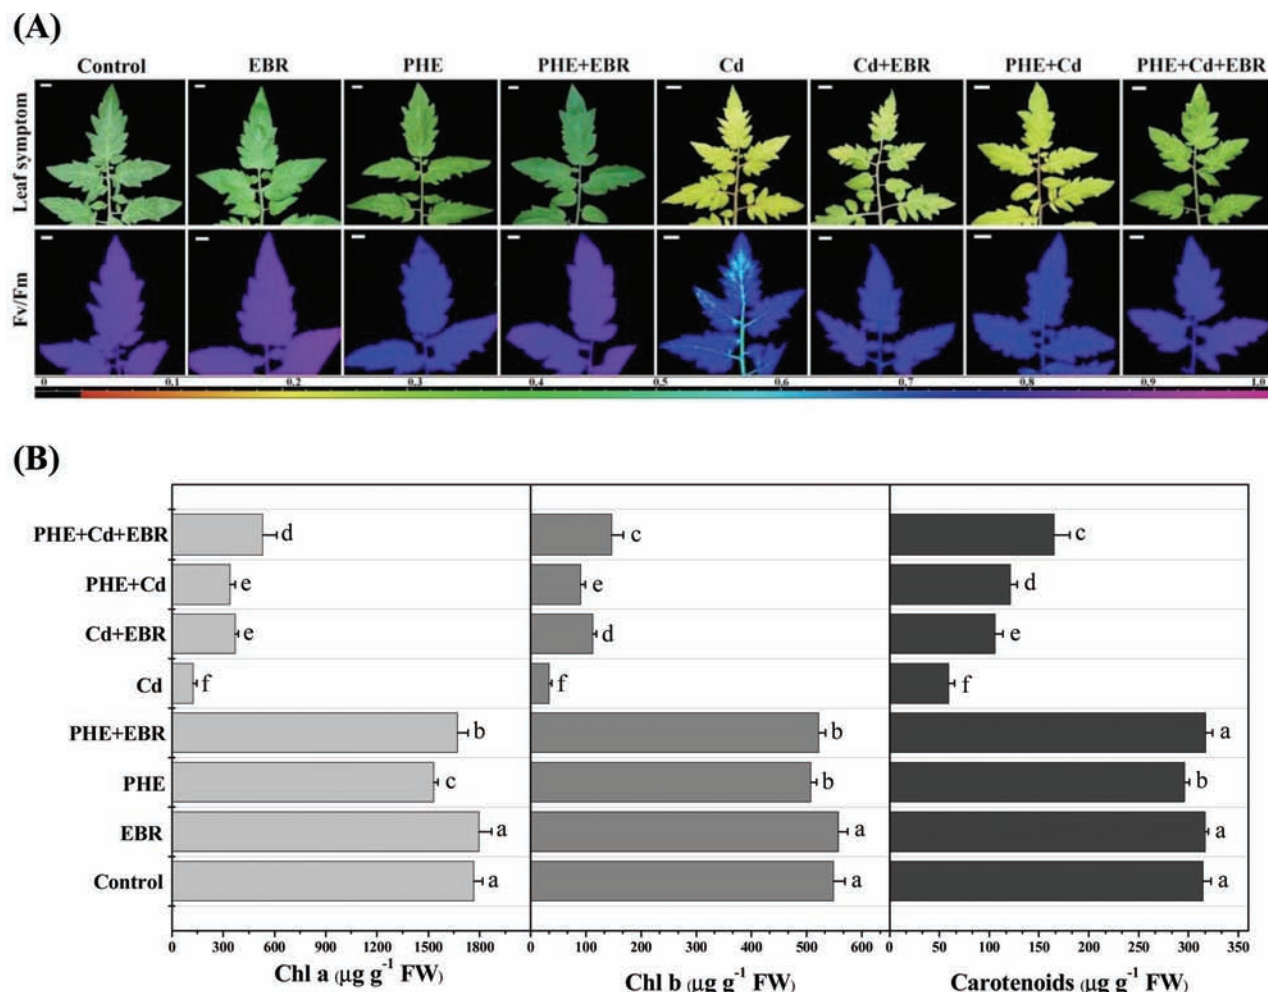 (A)
Control EBR PHE PHE+EBR Cd Cd+EBR PHE+Cd PHE+Cd+EBR
Leaf symptom
Fv/Fm
0 0.1 0.2 0.3 0.4 0.5 0.6 0.7 0.8 0.9 1.0
(B)
PHE+Cd+EBR d c c
PHE+Cd e e d
Cd+EBR e d e
Cd f f f
PHE+EBR b b a
PHE c b b
EBR a a a
Control a a a
0 300 600 900 1200 1500 1800 0 100 200 300 400 500 600 0 50 100 150 200 250 300 350
Chl a (µg g⁻¹ FW) Chl b (µg g⁻¹ FW) Carotenoids (µg g⁻¹ FW)